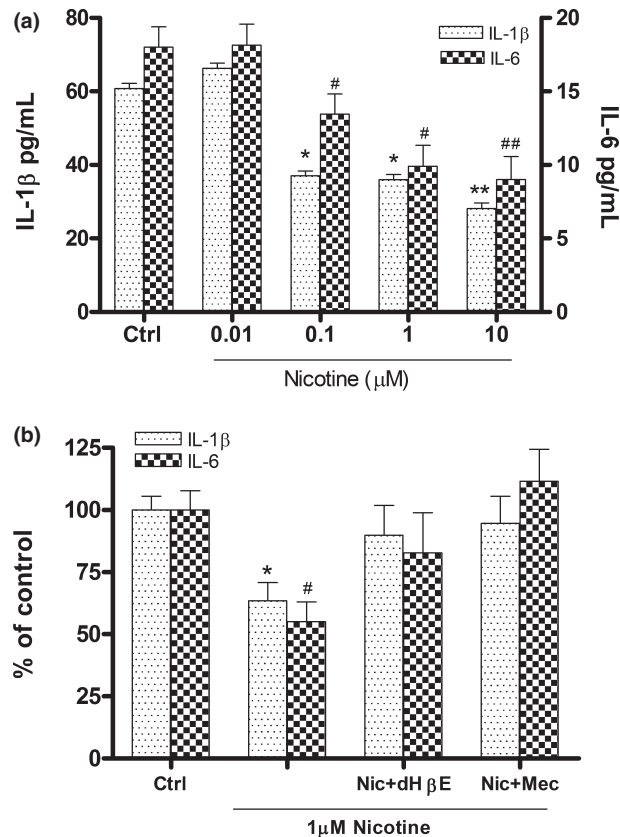 (a)
80
60
40
20
0
IL-1β pg/mL
IL-1β
IL-6
20
15
10
5
0
IL-6 pg/mL
#
*
#
*
##
**
Ctrl 0.01 0.1 1 10
Nicotine (μM)
(b)
125
100
75
50
25
0
% of control
IL-1β
IL-6
* #
Ctrl Nic+dH βE Nic+Mec
1μM Nicotine